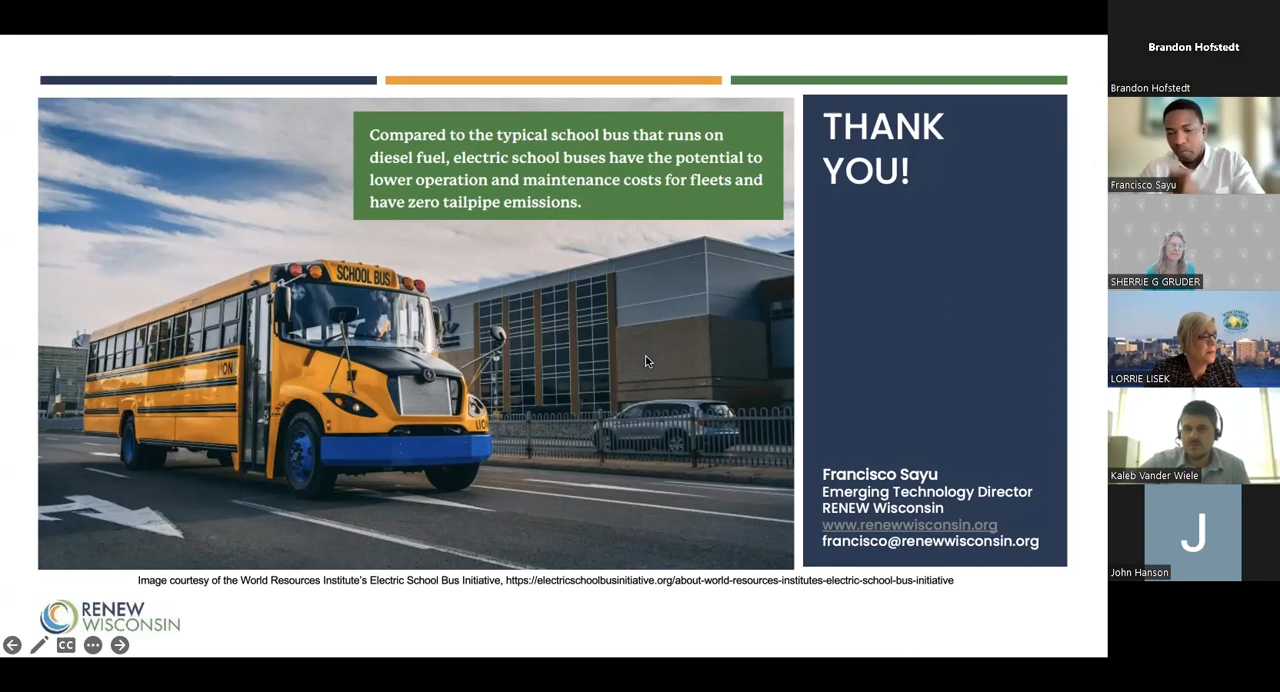 Compared to the typical school bus that runs on
diesel fuel, electric school buses have the potential to
lower operation and maintenance costs for fleets and
have zero tailpipe emissions.
SCHOOL BUS
LION
LION
THANK
YOU!
Francisco Sayu
Emerging Technology Director
RENEW Wisconsin
www.renewwisconsin.org
francisco@renewwisconsin.org
Image courtesy of the World Resources Institute's Electric School Bus Initiative, https://electricschoolbusinitiative.org/about-world-resources-institutes-electric-school-bus-initiative
RENEW
WISCONSIN
CC
Brandon Hofstedt
Brandon Hofstedt
Francisco Sayu
SHERRIE G GRUDER
LORRIE LISEK
Kaleb Vander Wiele
J
John Hanson